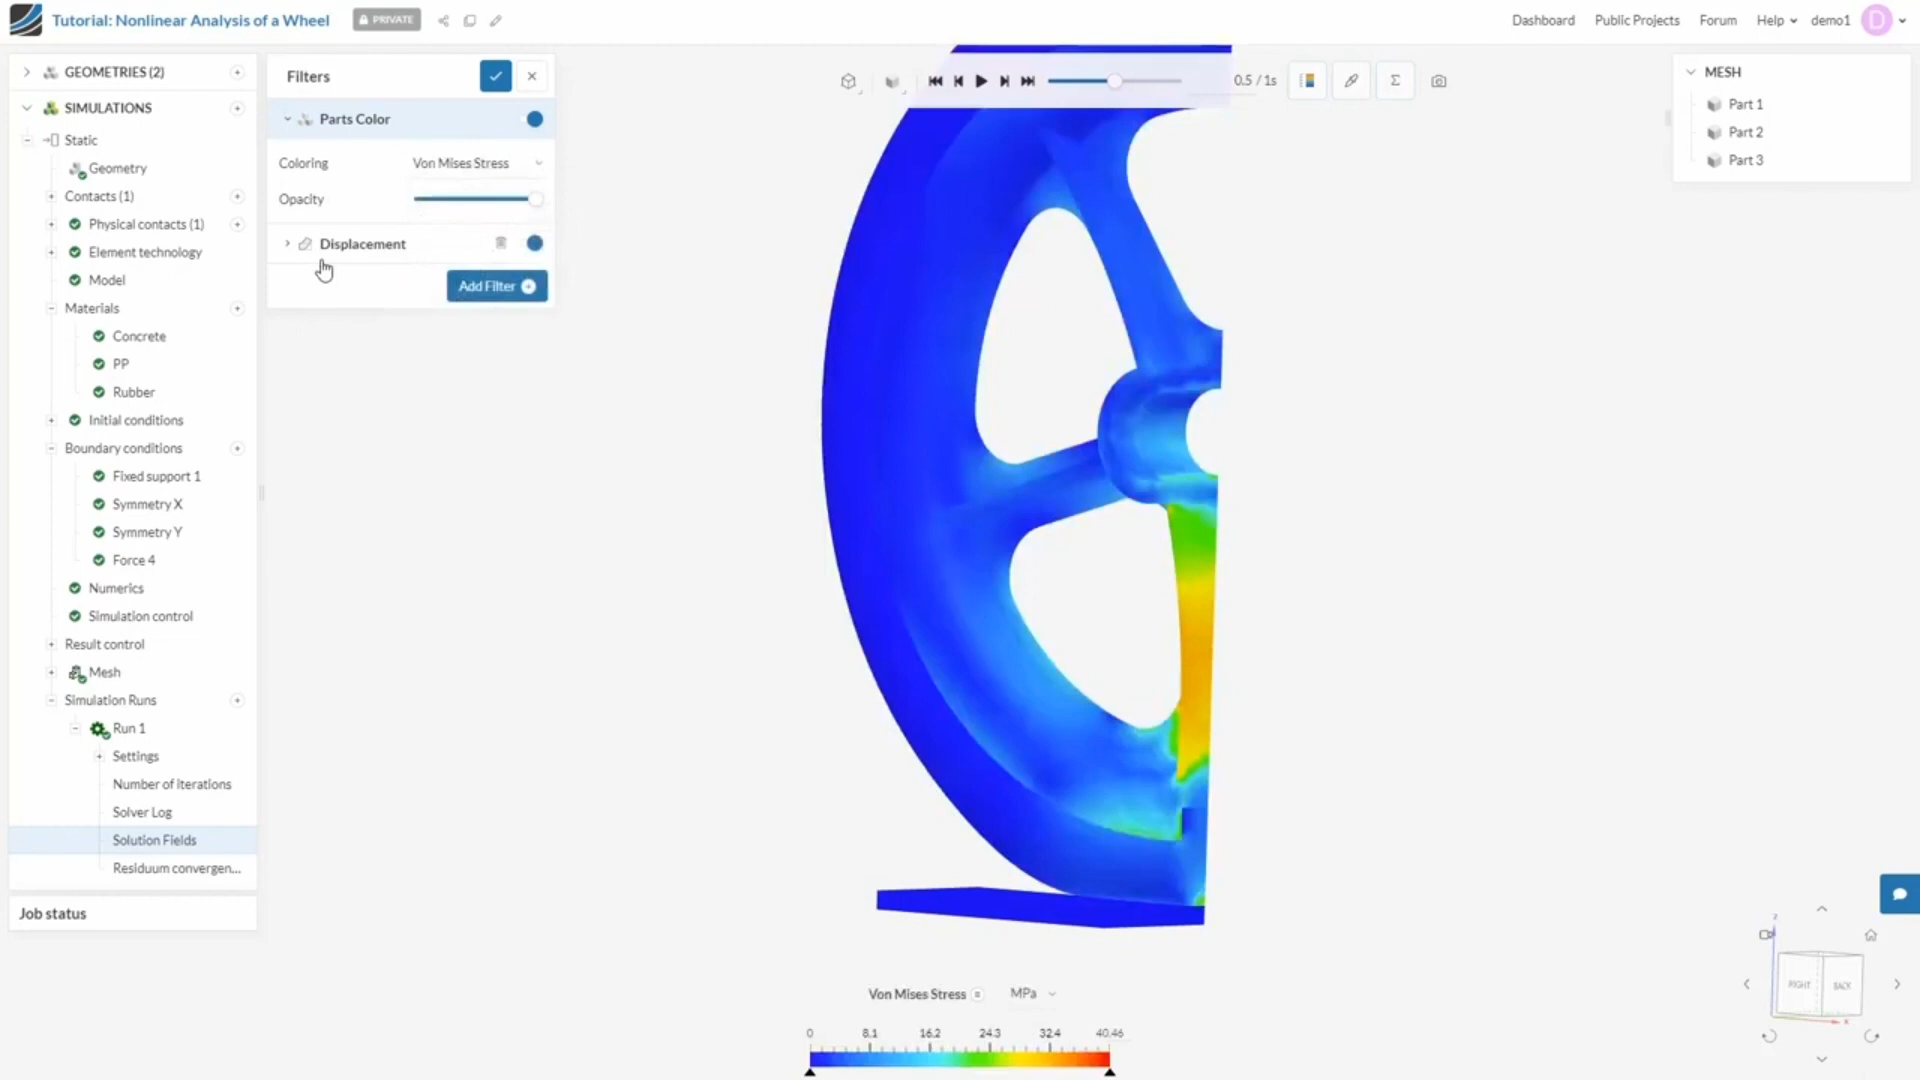 Tutorial: Nonlinear Analysis of a Wheel
PRIVATE
Dashboard
Public Projects
Forum
Help
demo1
D
GEOMETRIES (2)
SIMULATIONS
Static
Geometry
Contacts (1)
Physical contacts (1)
Element technology
Model
Materials
Concrete
PP
Rubber
Initial conditions
Boundary conditions
Fixed support 1
Symmetry X
Symmetry Y
Force 4
Numerics
Simulation control
Result control
Mesh
Simulation Runs
Run 1
Settings
Number of iterations
Solver Log
Solution Fields
Residuum convergen...
Job status
Filters
Parts Color
Coloring
Von Mises Stress
Opacity
Displacement
Add Filter
0.5 / 1s
Σ
MESH
Part 1
Part 2
Part 3
Von Mises Stress
MPa
0 8.1 16.2 24.3 32.4 40.46
z
RIGHT
BACK
x